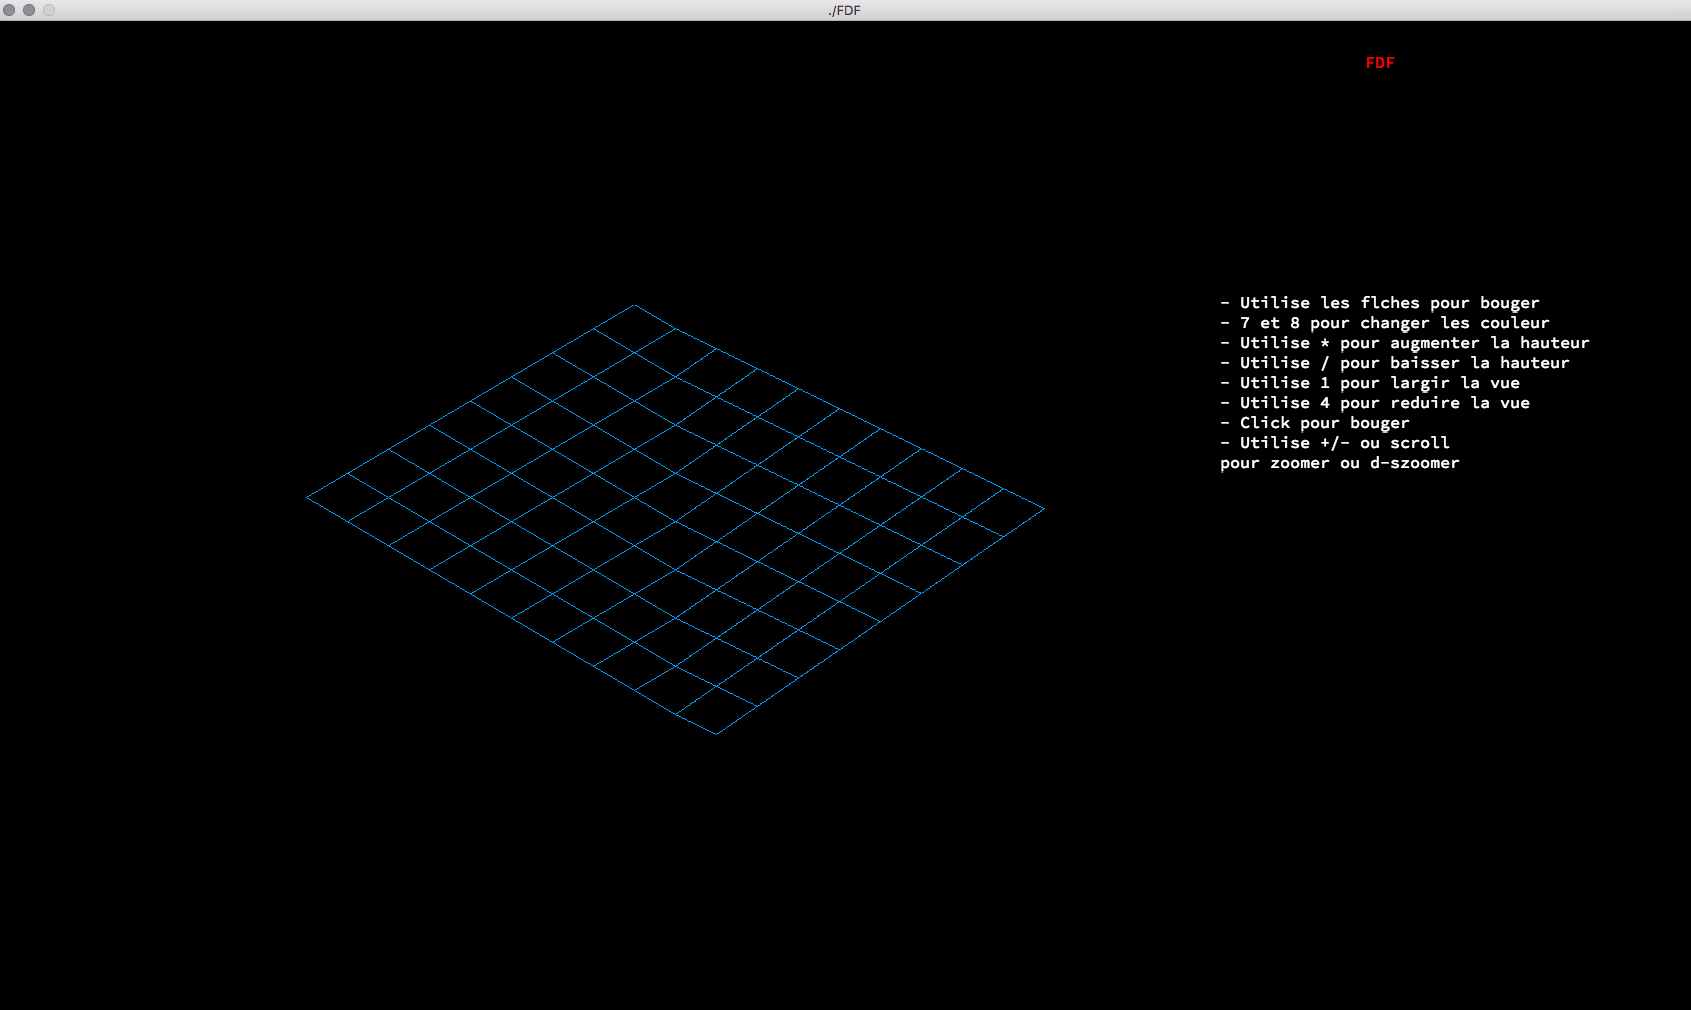 ./FDF
FDF
- Utilise les flches pour bouger
- 7 et 8 pour changer les couleur
- Utilise * pour augmenter la hauteur
- Utilise / pour baisser la hauteur
- Utilise 1 pour largir la vue
- Utilise 4 pour reduire la vue
- Click pour bouger
- Utilise +/- ou scroll
pour zoomer ou d-szoomer